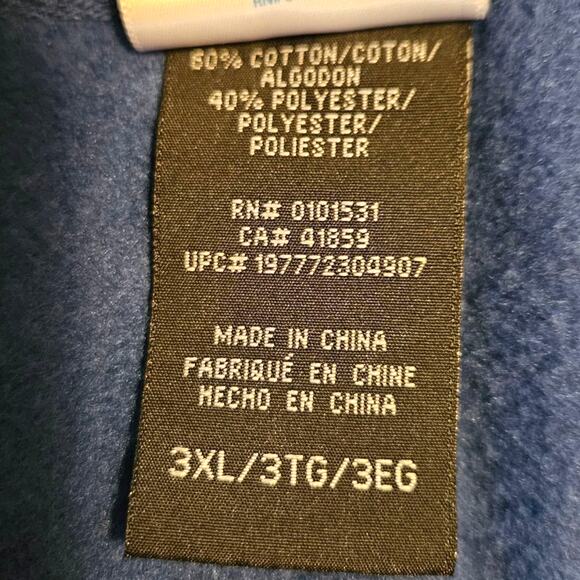 60% COTTON/COTON/
ALGODON
40% POLYESTER/
POLYESTER/
POLIESTER
RN# 0101531
CA# 41859
UPC# 197772304907
MADE IN CHINA
FABRIQUÉ EN CHINE
HECHO EN CHINA
3XL/3TG/3EG